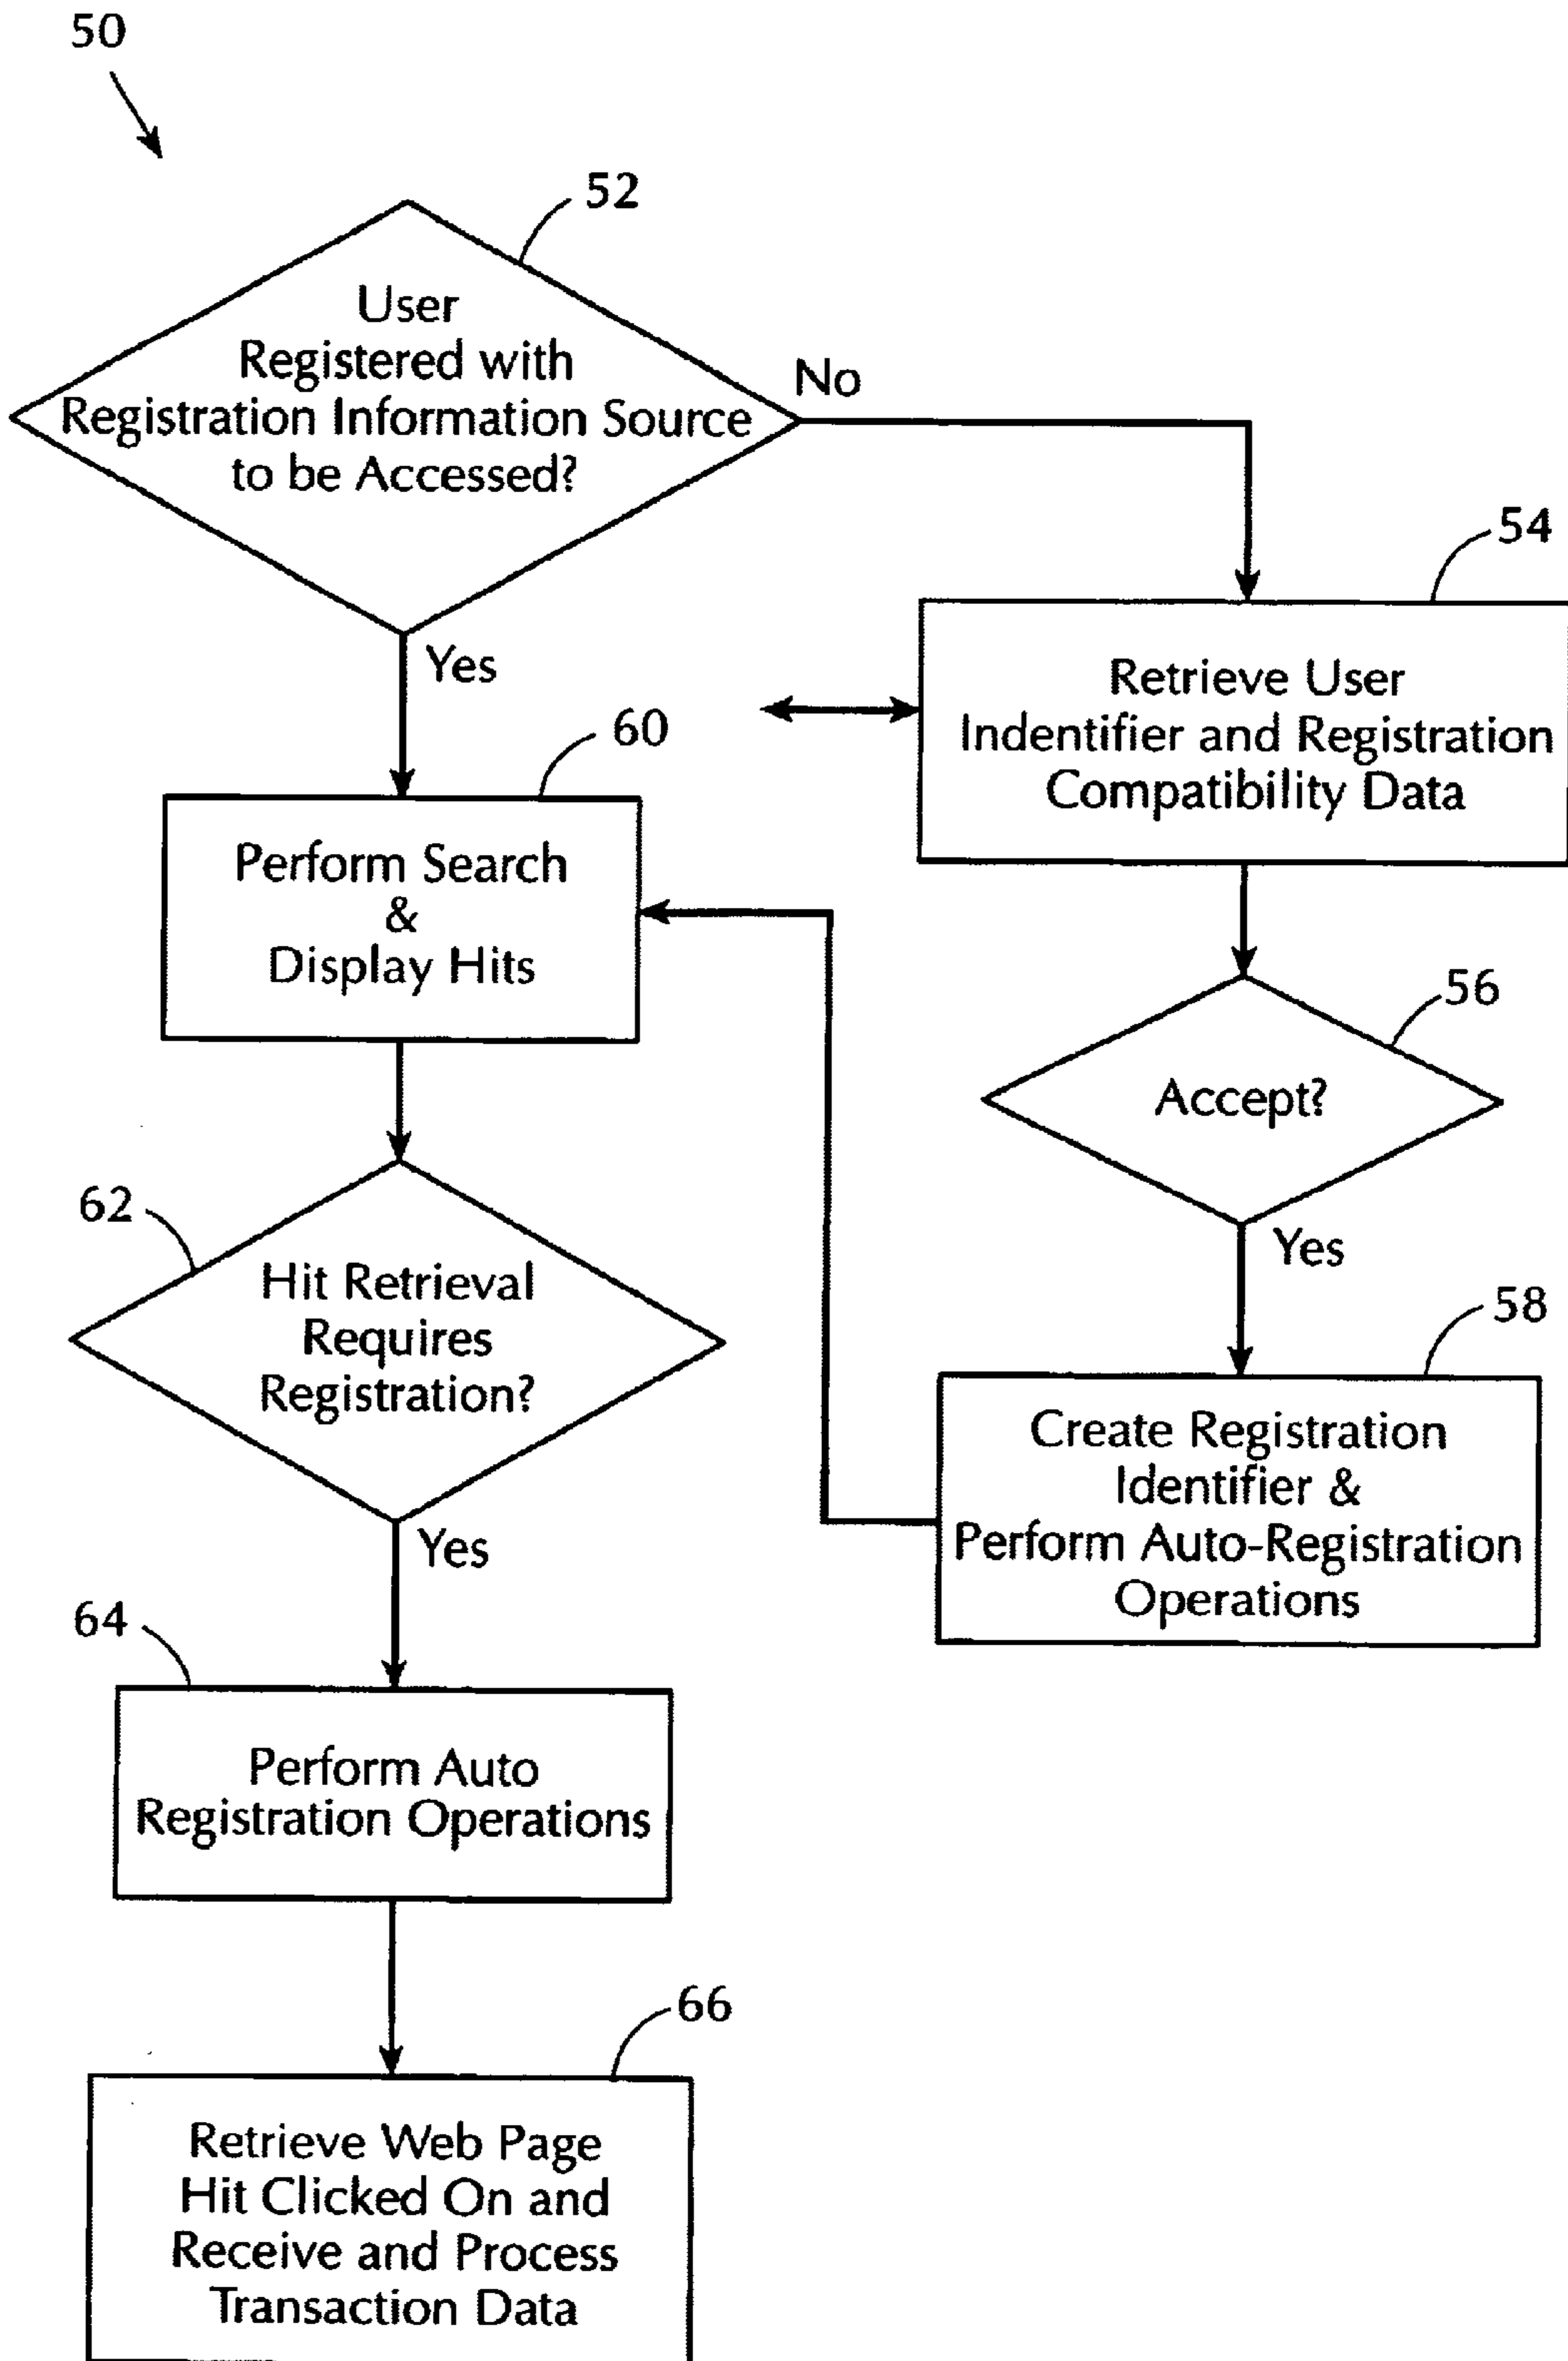 50
52
User
Registered with
Registration Information Source
to be Accessed?
No
Yes
54
Retrieve User
Indentifier and Registration
Compatibility Data
60
Perform Search
&
Display Hits
56
Accept?
Yes
62
Hit Retrieval
Requires
Registration?
Yes
58
Create Registration
Identifier &
Perform Auto-Registration
Operations
64
Perform Auto
Registration Operations
66
Retrieve Web Page
Hit Clicked On and
Receive and Process
Transaction Data